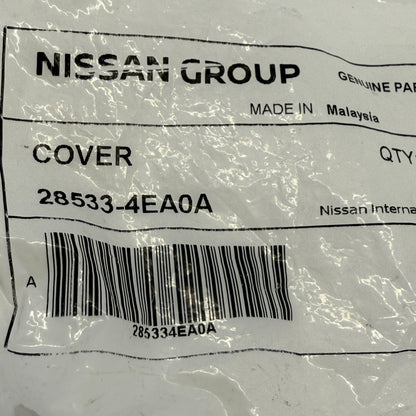 NISSAN GROUP
GENUINE PAR
MADE IN Malaysia
COVER
QTY
28533-4EA0A
Nissan Interna
A
285334EA0A